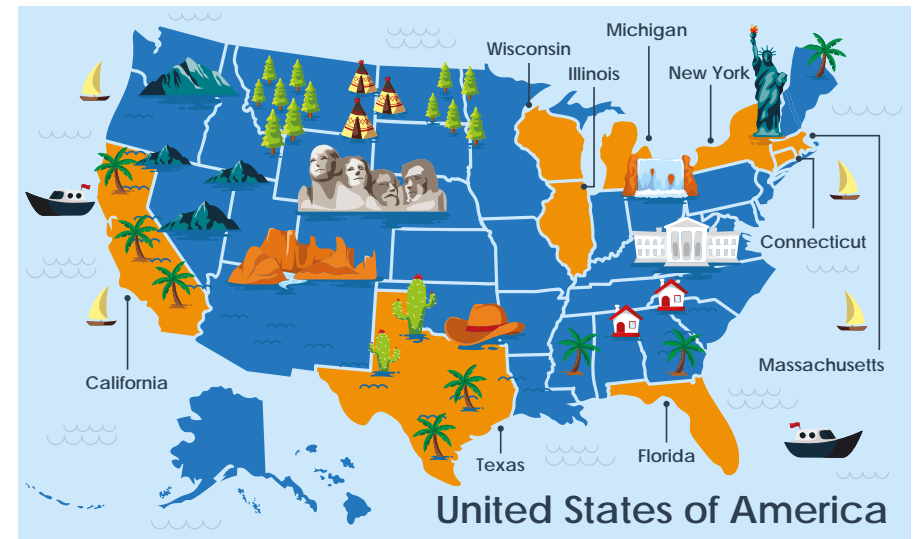 Michigan
Wisconsin
Illinois
New York
Connecticut
Massachusetts
California
Florida
Texas
United States of America